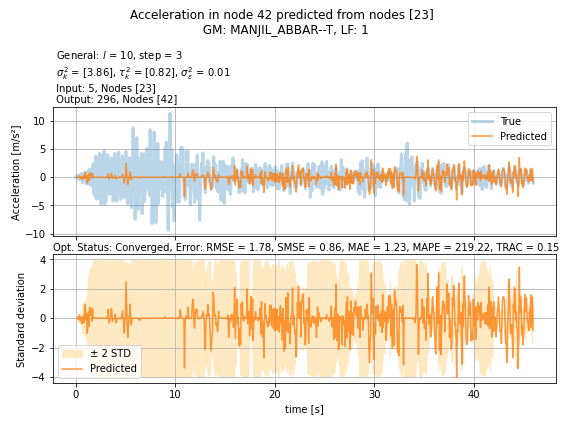 Acceleration in node 42 predicted from nodes [23]
GM: MANJIL_ABBAR--T, LF: 1
General: l = 10, step = 3
σ²ₖ = [3.86], τ²ₖ = [0.82], σ²ε = 0.01
Input: 5, Nodes [23]
Output: 296, Nodes [42]
Acceleration [m/s²]
10
5
0
−5
−10
True
Predicted
Opt. Status: Converged, Error: RMSE = 1.78, SMSE = 0.86, MAE = 1.23, MAPE = 219.22, TRAC = 0.15
Standard deviation
4
2
0
−2
−4
± 2 STD
Predicted
0 10 20 30 40
time [s]